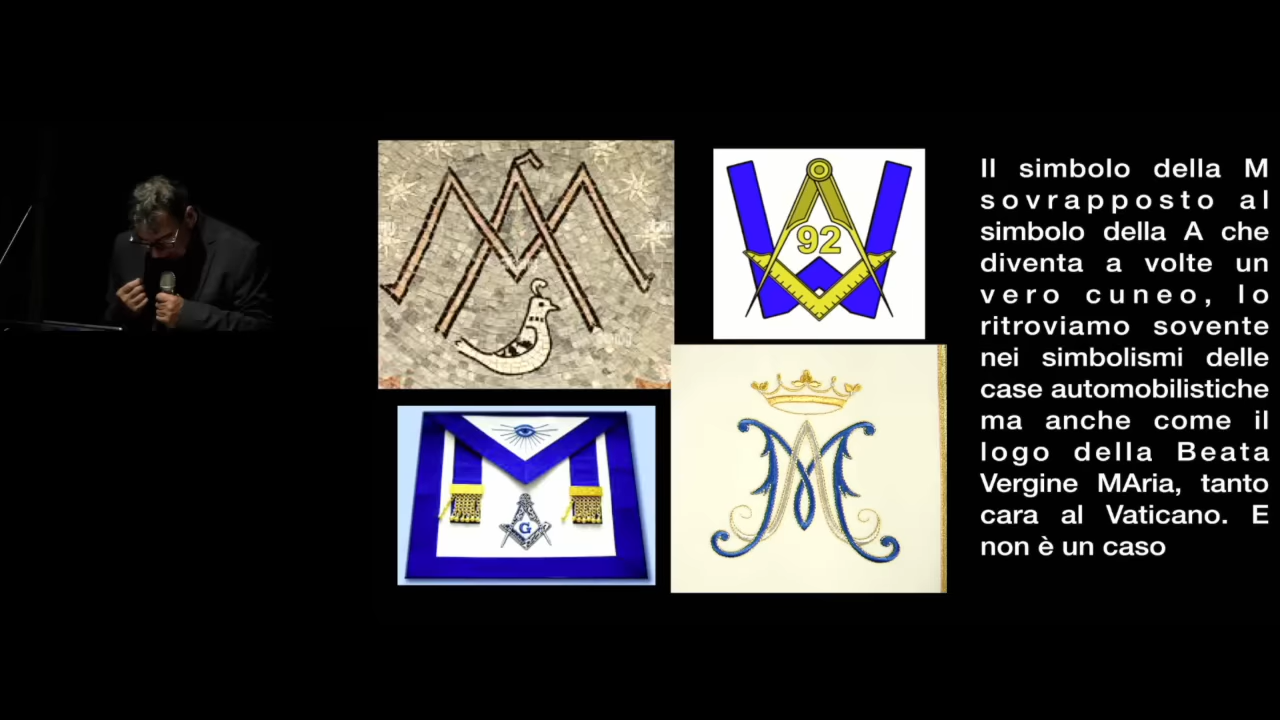 92
G
Il simbolo della M
sovrapposto al
simbolo della A che
diventa a volte un
vero cuneo, lo
ritroviamo sovente
nei simbolismi delle
case automobilistiche
ma anche come il
logo della Beata
Vergine MAria, tanto
cara al Vaticano. E
non è un caso